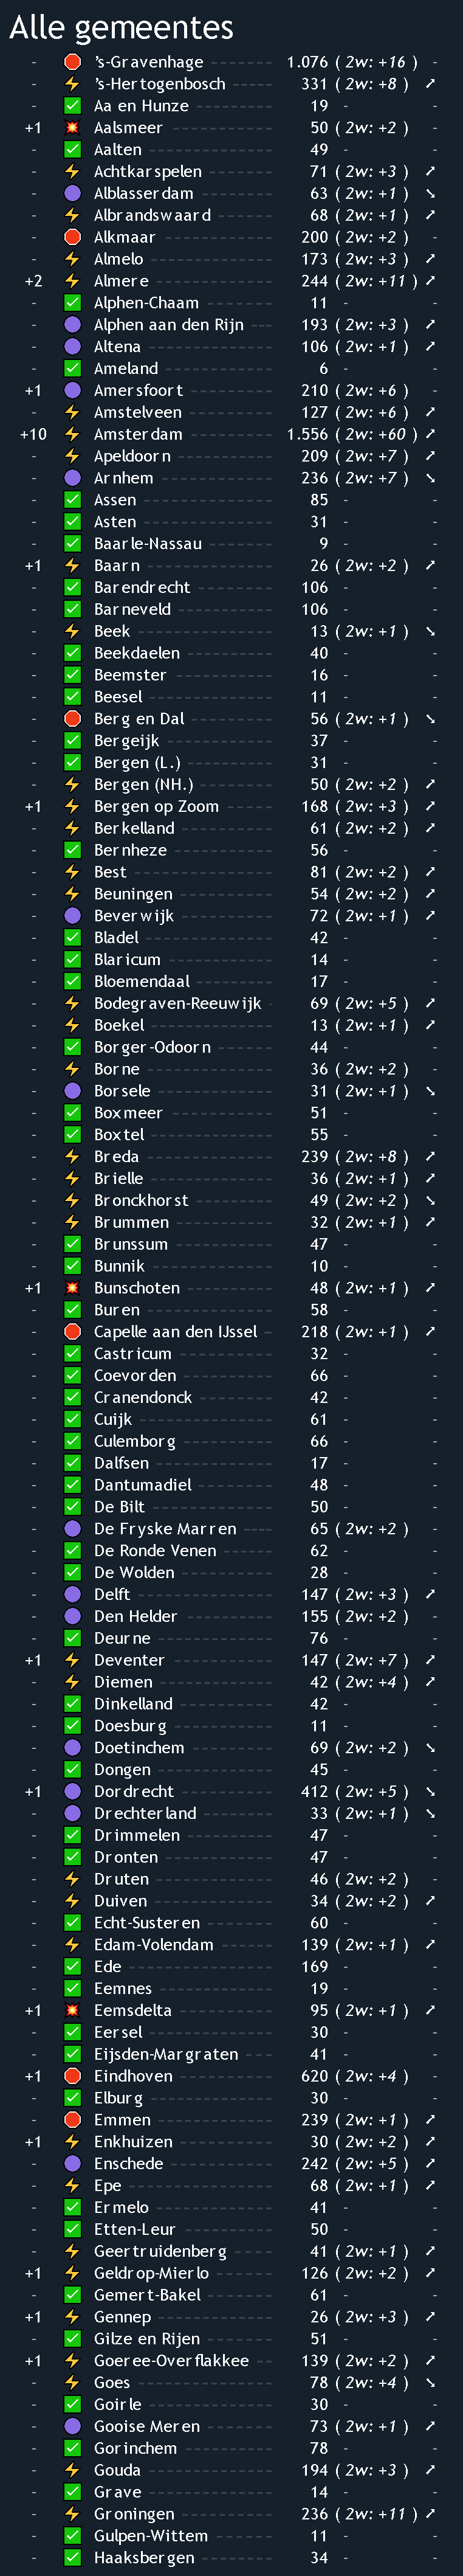 Alle gemeentes
- 's-Gravenhage 1.076 ( 2w: +16 ) -
- 's-Hertogenbosch 331 ( 2w: +8 ) ➚
- Aa en Hunze 19 - -
+1 Aalsmeer 50 ( 2w: +2 ) -
- Aalten 49 - -
- Achtkarspelen 71 ( 2w: +3 ) ➚
- Alblasserdam 63 ( 2w: +1 ) ➘
- Albrandswaard 68 ( 2w: +1 ) ➚
- Alkmaar 200 ( 2w: +2 ) -
- Almelo 173 ( 2w: +3 ) ➚
+2 Almere 244 ( 2w: +11 ) ➚
- Alphen-Chaam 11 - -
- Alphen aan den Rijn 193 ( 2w: +3 ) ➚
- Altena 106 ( 2w: +1 ) ➚
- Ameland 6 - -
+1 Amersfoort 210 ( 2w: +6 ) -
- Amstelveen 127 ( 2w: +6 ) ➚
+10 Amsterdam 1.556 ( 2w: +60 ) ➚
- Apeldoorn 209 ( 2w: +7 ) ➚
- Arnhem 236 ( 2w: +7 ) ➘
- Assen 85 - -
- Asten 31 - -
- Baarle-Nassau 9 - -
+1 Baarn 26 ( 2w: +2 ) ➚
- Barendrecht 106 - -
- Barneveld 106 - -
- Beek 13 ( 2w: +1 ) ➘
- Beekdaelen 40 - -
- Beemster 16 - -
- Beesel 11 - -
- Berg en Dal 56 ( 2w: +1 ) ➘
- Bergeijk 37 - -
- Bergen (L.) 31 - -
- Bergen (NH.) 50 ( 2w: +2 ) ➚
+1 Bergen op Zoom 168 ( 2w: +3 ) ➚
- Berkelland 61 ( 2w: +2 ) ➚
- Bernheze 56 - -
- Best 81 ( 2w: +2 ) ➚
- Beuningen 54 ( 2w: +2 ) ➚
- Beverwijk 72 ( 2w: +1 ) ➚
- Bladel 42 - -
- Blaricum 14 - -
- Bloemendaal 17 - -
- Bodegraven-Reeuwijk 69 ( 2w: +5 ) ➚
- Boekel 13 ( 2w: +1 ) ➚
- Borger-Odoorn 44 - -
- Borne 36 ( 2w: +2 ) -
- Borsele 31 ( 2w: +1 ) ➘
- Boxmeer 51 - -
- Boxtel 55 - -
- Breda 239 ( 2w: +8 ) ➚
- Brielle 36 ( 2w: +1 ) ➚
- Bronckhorst 49 ( 2w: +2 ) ➘
- Brummen 32 ( 2w: +1 ) ➚
- Brunssum 47 - -
- Bunnik 10 - -
+1 Bunschoten 48 ( 2w: +1 ) ➚
- Buren 58 - -
- Capelle aan den IJssel 218 ( 2w: +1 ) ➚
- Castricum 32 - -
- Coevorden 66 - -
- Cranendonck 42 - -
- Cuijk 61 - -
- Culemborg 66 - -
- Dalfsen 17 - -
- Dantumadiel 48 - -
- De Bilt 50 - -
- De Fryske Marren 65 ( 2w: +2 ) -
- De Ronde Venen 62 - -
- De Wolden 28 - -
- Delft 147 ( 2w: +3 ) ➚
- Den Helder 155 ( 2w: +2 ) -
- Deurne 76 - -
+1 Deventer 147 ( 2w: +7 ) ➚
- Diemen 42 ( 2w: +4 ) ➚
- Dinkelland 42 - -
- Doesburg 11 - -
- Doetinchem 69 ( 2w: +2 ) ➘
- Dongen 45 - -
+1 Dordrecht 412 ( 2w: +5 ) ➘
- Drechterland 33 ( 2w: +1 ) ➘
- Drimmelen 47 - -
- Dronten 47 - -
- Druten 46 ( 2w: +2 ) -
- Duiven 34 ( 2w: +2 ) ➚
- Echt-Susteren 60 - -
- Edam-Volendam 139 ( 2w: +1 ) ➚
- Ede 169 - -
- Eemnes 19 - -
+1 Eemsdelta 95 ( 2w: +1 ) ➚
- Eersel 30 - -
- Eijsden-Margraten 41 - -
+1 Eindhoven 620 ( 2w: +4 ) -
- Elburg 30 - -
- Emmen 239 ( 2w: +1 ) ➚
+1 Enkhuizen 30 ( 2w: +2 ) ➚
- Enschede 242 ( 2w: +5 ) ➚
- Epe 68 ( 2w: +1 ) ➚
- Ermelo 41 - -
- Etten-Leur 50 - -
- Geertruidenberg 41 ( 2w: +1 ) ➚
+1 Geldrop-Mierlo 126 ( 2w: +2 ) ➚
- Gemert-Bakel 61 - -
+1 Gennep 26 ( 2w: +3 ) ➚
- Gilze en Rijen 51 - -
+1 Goeree-Overflakkee 139 ( 2w: +2 ) ➚
- Goes 78 ( 2w: +4 ) ➘
- Goirle 30 - -
- Gooise Meren 73 ( 2w: +1 ) ➚
- Gorinchem 78 - -
- Gouda 194 ( 2w: +3 ) ➚
- Grave 14 - -
- Groningen 236 ( 2w: +11 ) ➚
- Gulpen-Wittem 11 - -
- Haaksbergen 34 - -